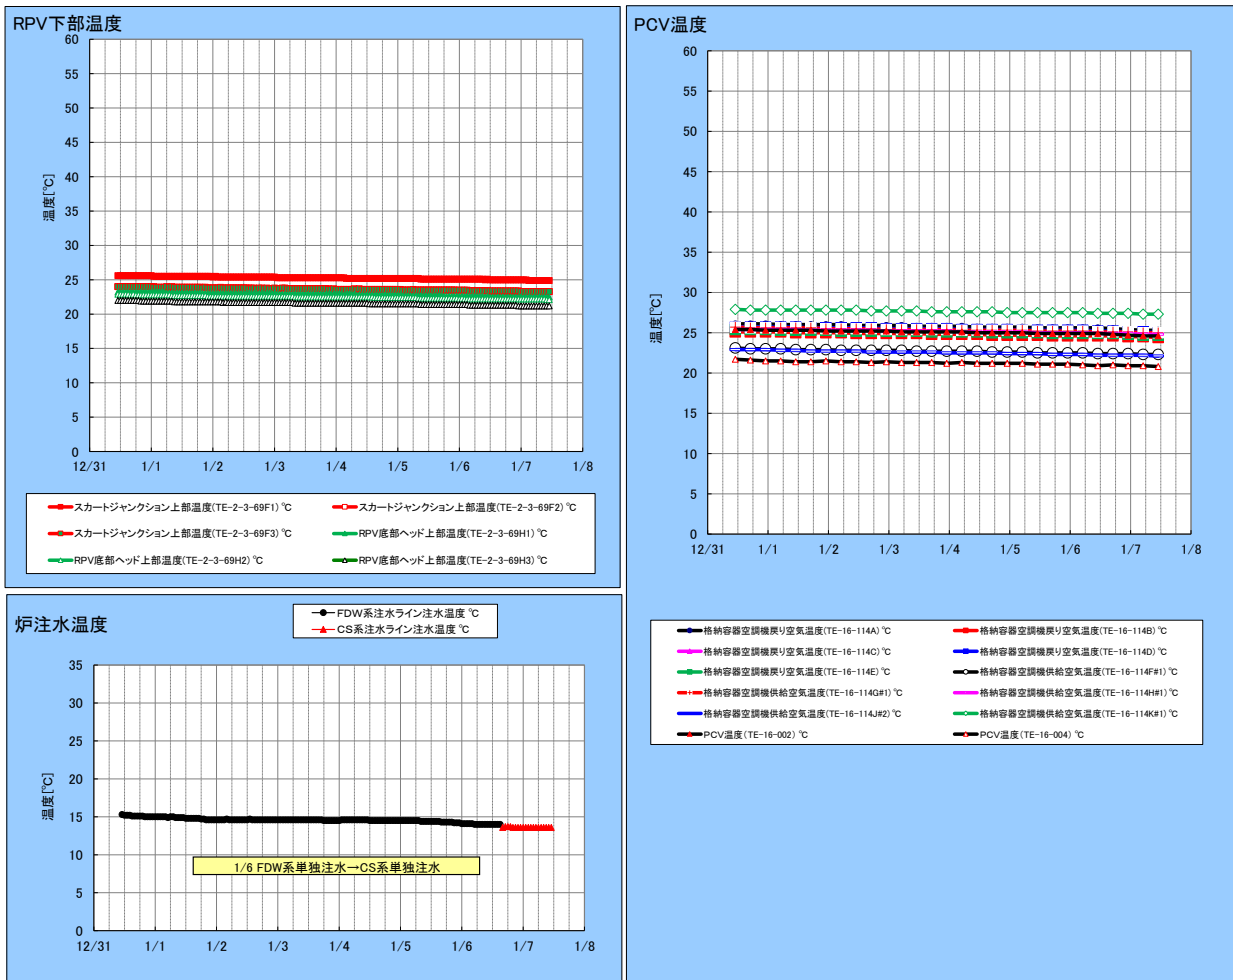 RPV下部温度
60
55
50
45
40
35
30
25
20
15
10
5
0
温度[℃]
12/31 1/1 1/2 1/3 1/4 1/5 1/6 1/7 1/8
スカートジャンクション上部温度(TE-2-3-69F1) ℃
スカートジャンクション上部温度(TE-2-3-69F2) ℃
スカートジャンクション上部温度(TE-2-3-69F3) ℃
RPV底部ヘッド上部温度(TE-2-3-69H1) ℃
RPV底部ヘッド上部温度(TE-2-3-69H2) ℃
RPV底部ヘッド上部温度(TE-2-3-69H3) ℃
炉注水温度
FDW系注水ライン注水温度 ℃
CS系注水ライン注水温度 ℃
35
30
25
20
15
10
5
0
温度[℃]
1/6 FDW系単独注水→CS系単独注水
12/31 1/1 1/2 1/3 1/4 1/5 1/6 1/7 1/8
PCV温度
60
55
50
45
40
35
30
25
20
15
10
5
0
温度[℃]
12/31 1/1 1/2 1/3 1/4 1/5 1/6 1/7 1/8
格納容器空調機戻り空気温度(TE-16-114A) ℃
格納容器空調機戻り空気温度(TE-16-114B) ℃
格納容器空調機戻り空気温度(TE-16-114C) ℃
格納容器空調機戻り空気温度(TE-16-114D) ℃
格納容器空調機戻り空気温度(TE-16-114E) ℃
格納容器空調機供給空気温度(TE-16-114F#1) ℃
格納容器空調機供給空気温度(TE-16-114G#1) ℃
格納容器空調機供給空気温度(TE-16-114H#1) ℃
格納容器空調機供給空気温度(TE-16-114J#2) ℃
格納容器空調機供給空気温度(TE-16-114K#1) ℃
PCV温度(TE-16-002) ℃
PCV温度(TE-16-004) ℃